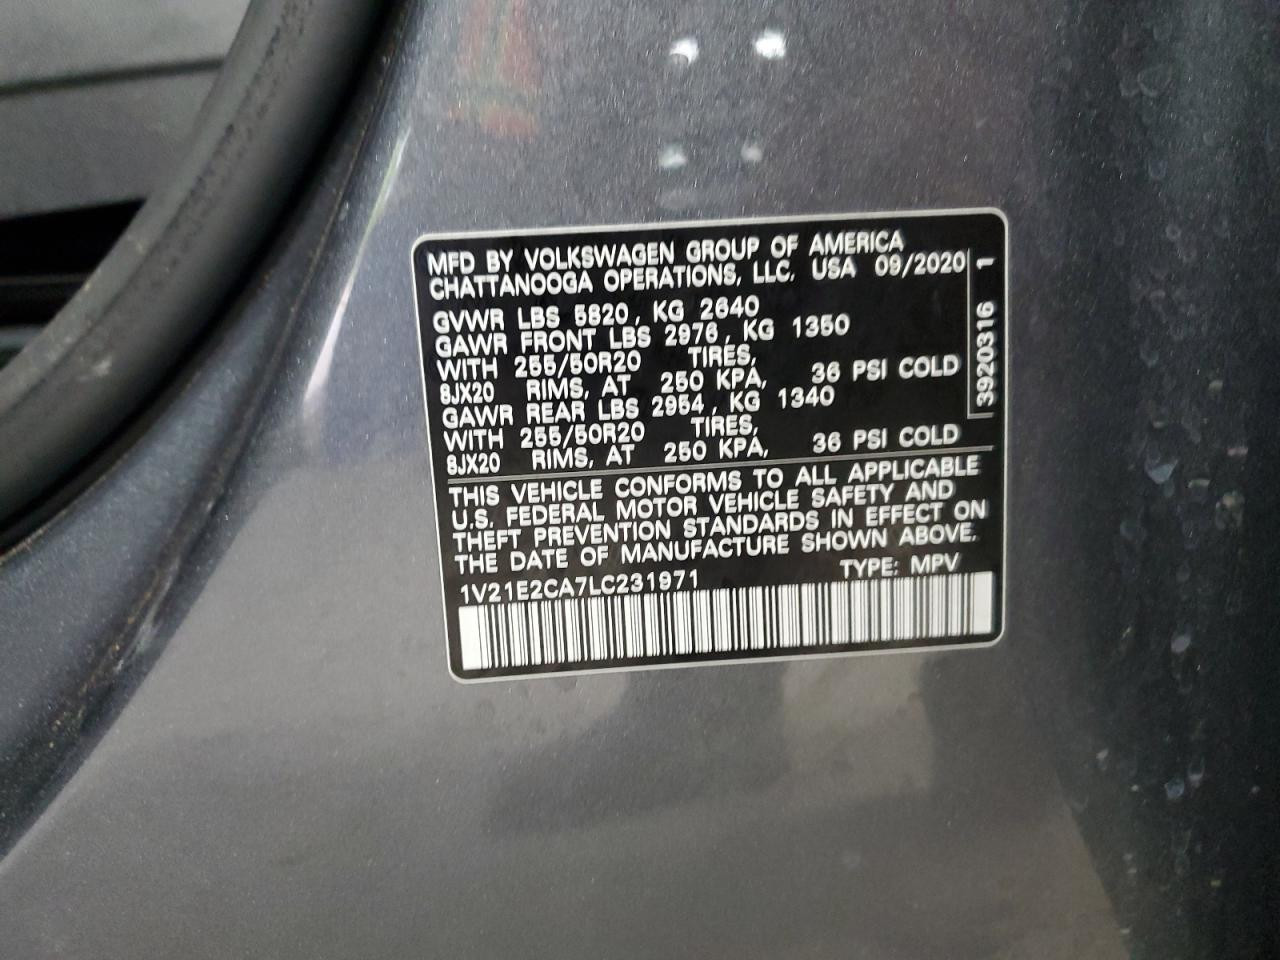 MFD BY VOLKSWAGEN GROUP OF AMERICA
CHATTANOOGA OPERATIONS, LLC. USA 09/2020
GVWR LBS 5820, KG 2640
GAWR FRONT LBS 2976, KG 1350
WITH 255/50R20 TIRES,
8JX20 RIMS, AT 250 KPA, 36 PSI COLD
GAWR REAR LBS 2954, KG 1340
WITH 255/50R20 TIRES,
8JX20 RIMS, AT 250 KPA, 36 PSI COLD
3920316 1
THIS VEHICLE CONFORMS TO ALL APPLICABLE
U.S. FEDERAL MOTOR VEHICLE SAFETY AND
THEFT PREVENTION STANDARDS IN EFFECT ON
THE DATE OF MANUFACTURE SHOWN ABOVE.
1V21E2CA7LC231971 TYPE: MPV